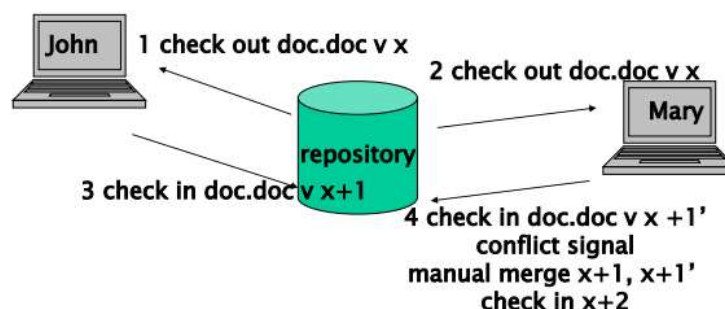 John
1 check out doc.doc v x
2 check out doc.doc v x
Mary
repository
3 check in doc.doc v x+1
4 check in doc.doc v x +1’
conflict signal
manual merge x+1, x+1’
check in x+2